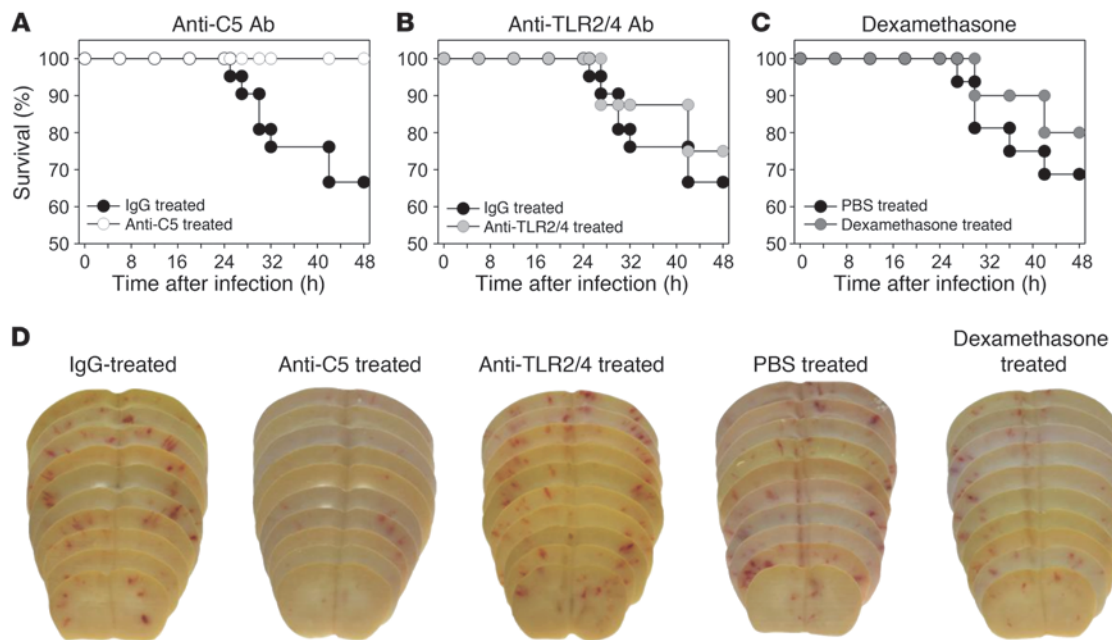 A
Anti-C5 Ab
Survival (%)
100
90
80
70
60
50
IgG treated
Anti-C5 treated
0
8
16
24
32
40
48
Time after infection (h)
B
Anti-TLR2/4 Ab
100
90
80
70
60
50
IgG treated
Anti-TLR2/4 treated
0
8
16
24
32
40
48
Time after infection (h)
C
Dexamethasone
100
90
80
70
60
50
PBS treated
Dexamethasone treated
0
8
16
24
32
40
48
Time after infection (h)
D
IgG-treated
Anti-C5 treated
Anti-TLR2/4 treated
PBS treated
Dexamethasone
treated